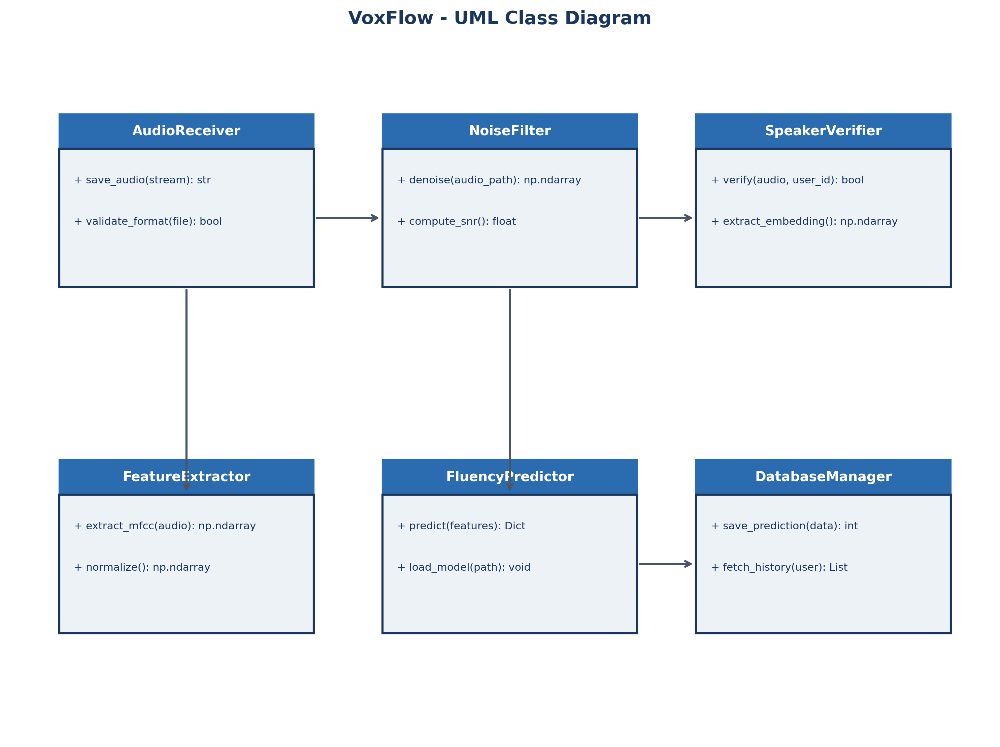 VoxFlow - UML Class Diagram
AudioReceiver
+ save_audio(stream): str
+ validate_format(file): bool
NoiseFilter
+ denoise(audio_path): np.ndarray
+ compute_snr(): float
SpeakerVerifier
+ verify(audio, user_id): bool
+ extract_embedding(): np.ndarray
FeatureExtractor
+ extract_mfcc(audio): np.ndarray
+ normalize(): np.ndarray
FluencyPredictor
+ predict(features): Dict
+ load_model(path): void
DatabaseManager
+ save_prediction(data): int
+ fetch_history(user): List